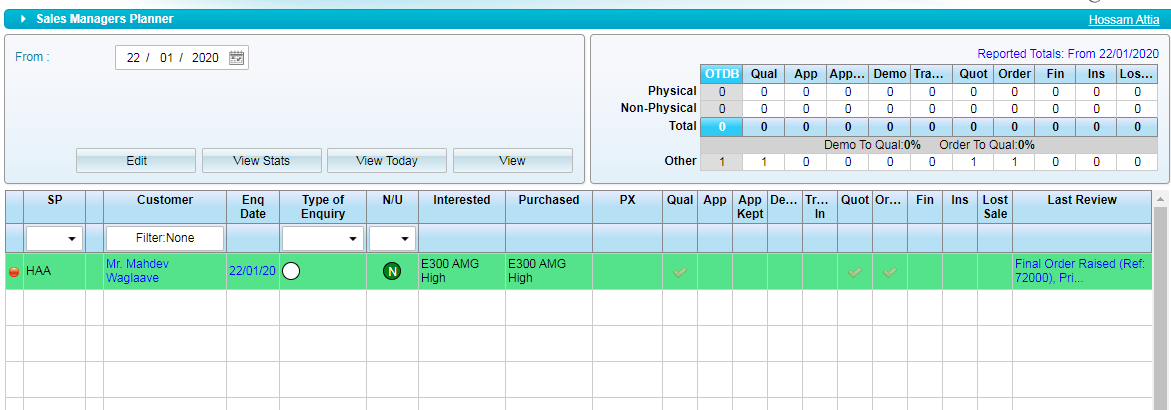 Sales Managers Planner
Hossam Attia
From :
22 / 01 / 2020
Reported Totals: From 22/01/2020
OTDB Qual App App... Demo Tra... Quot Order Fin Ins Los...
Physical 0 0 0 0 0 0 0 0 0 0 0
Non-Physical 0 0 0 0 0 0 0 0 0 0 0
Total 0 0 0 0 0 0 0 0 0 0 0
Demo To Qual:0% Order To Qual:0%
Other 1 1 0 0 0 0 1 1 0 0 0
Edit View Stats View Today View
SP Customer Enq Date Type of Enquiry N/U Interested Purchased PX Qual App App Kept De... Tr... In Quot Or... Fin Ins Lost Sale Last Review
Filter:None
HAA Mr. Mahdev Waglaave 22/01/20 N E300 AMG High E300 AMG High Final Order Raised (Ref: 72000), Pri...